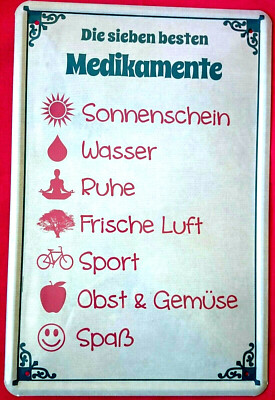 Die sieben besten
Medikamente
Sonnenschein
Wasser
Ruhe
Frische Luft
Sport
Obst & Gemüse
Spaß